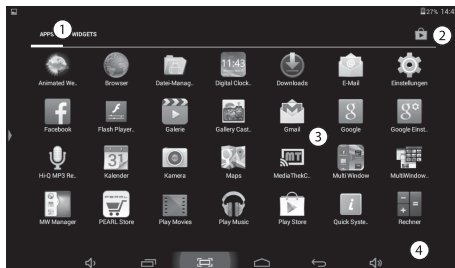 27% 14:4
APPS WIDGETS
1
2
11:43
Animated We.. Browser Datei-Manag.. Digital Clock.. Downloads E-Mail Einstellungen
Facebook Flash Player.. Galerie Gallery Cast.. Gmail Google Google Einst..
3
31
Hi-Q MP3 Re.. Kalender Kamera Maps MediaThekC.. Multi Window MultiWindow..
MW Manager PEARL Store Play Movies Play Music Play Store Quick Syste.. Rechner
4